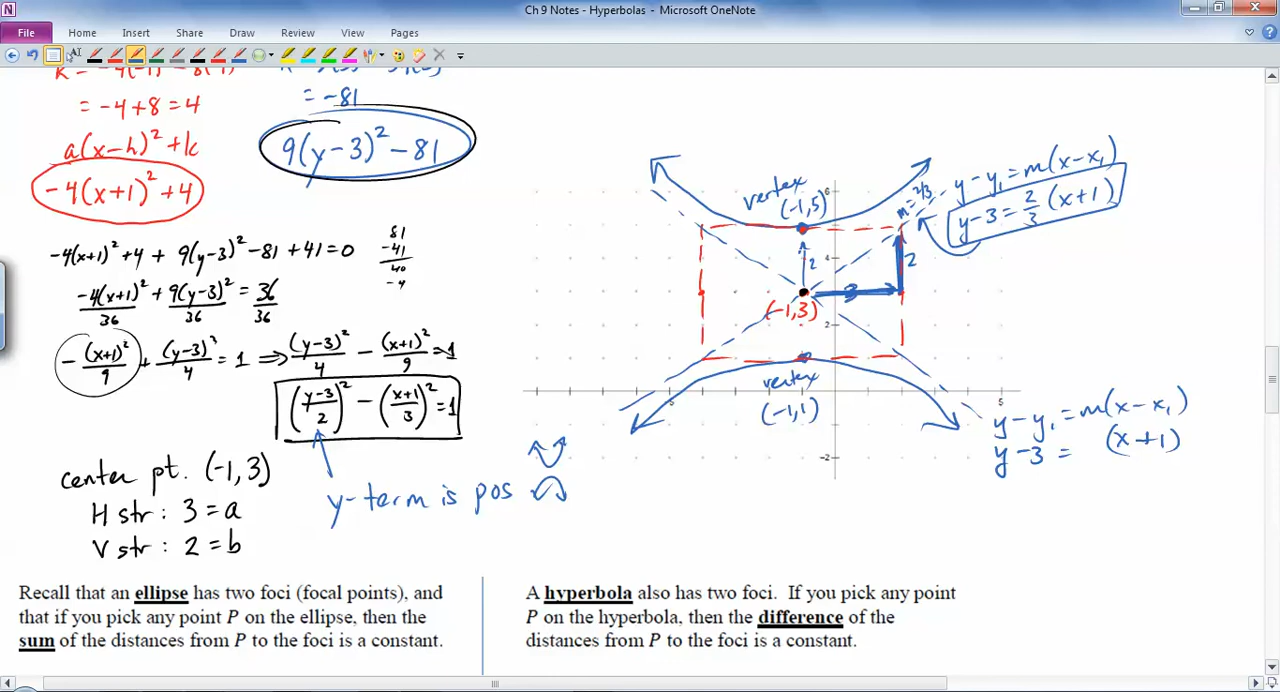 Ch 9 Notes - Hyperbolas - Microsoft OneNote
File Home Insert Share Draw Review View Pages
= -81
= -4+8 = 4
a(x-h)² + k
-4(x+1)² + 4
9(y-3)² - 81
-4(x+1)² + 4 + 9(y-3)² - 81 + 41 = 0
81
-41
40
-4
-4(x+1)²/36 + 9(y-3)²/36 = 36/36
-(x+1)²/9 + (y-3)²/4 = 1 ⇒ (y-3)²/4 - (x+1)²/9 = 1
((y-3)/2)² - ((x+1)/3)² = 1
center pt. (-1, 3)
H str: 3 = a
V str: 2 = b
y-term is pos
vertex
(-1,5)
m=2/3
y-y₁ = m(x-x₁)
y-3 = 2/3 (x+1)
6
4
2
2
2
3
(-1,3)
vertex
(-1,1)
5
-2
y-y₁ = m(x-x₁)
y-3 = (x+1)
Recall that an ellipse has two foci (focal points), and
that if you pick any point P on the ellipse, then the
sum of the distances from P to the foci is a constant.
A hyperbola also has two foci. If you pick any point
P on the hyperbola, then the difference of the
distances from P to the foci is a constant.